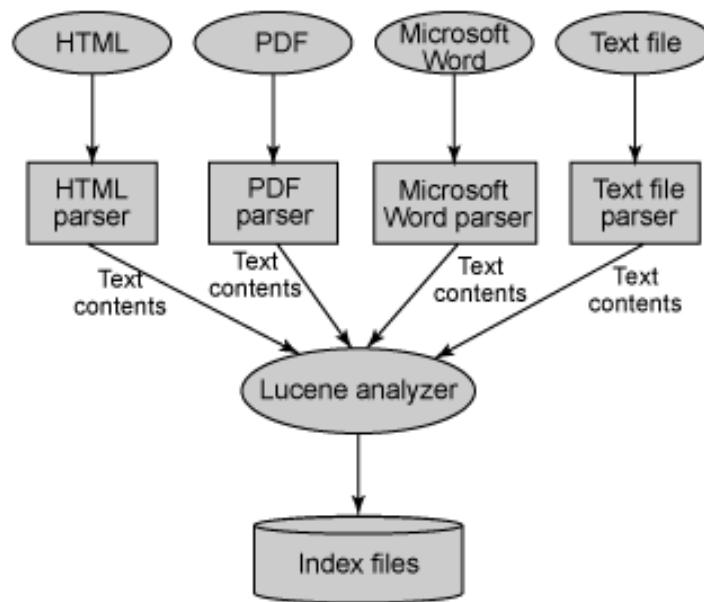 HTML
PDF
Microsoft
Word
Text file
HTML
parser
PDF
parser
Microsoft
Word parser
Text file
parser
Text
contents
Text
contents
Text
contents
Text
contents
Lucene analyzer
Index files